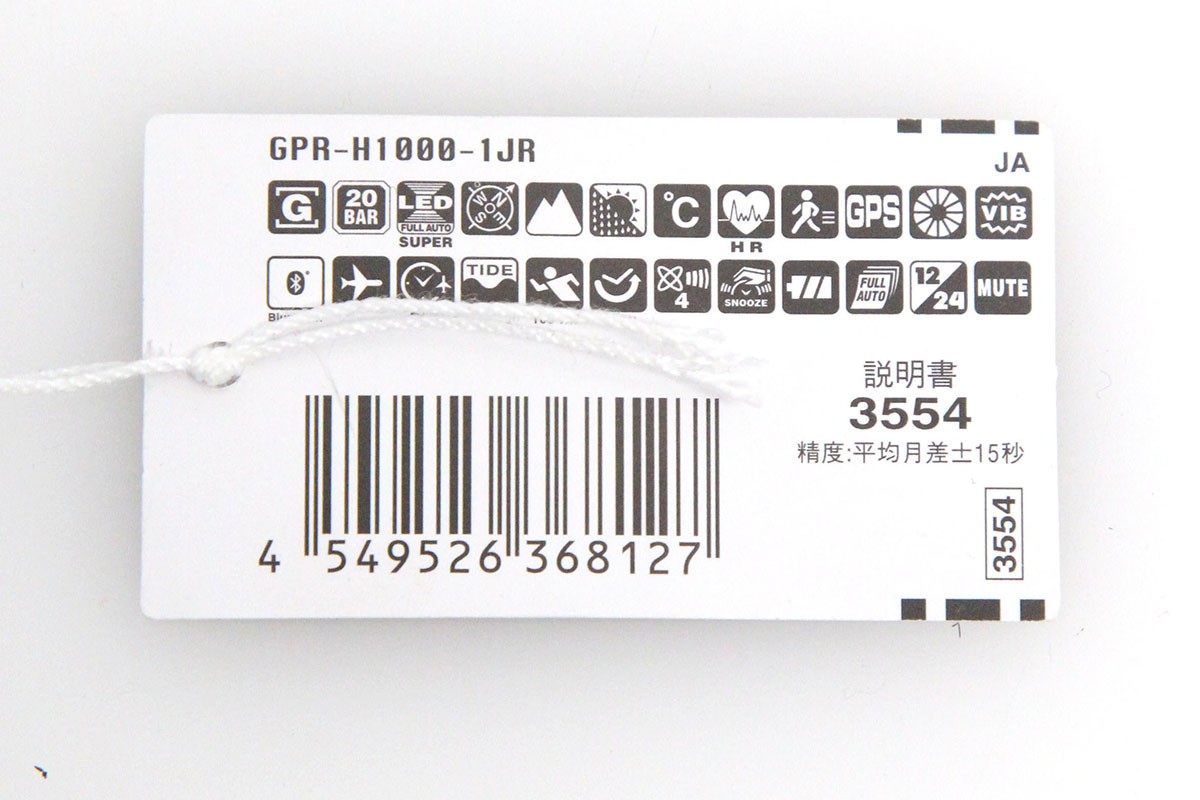 GPR-H1000-1JR
JA
G 20 BAR LED FULL AUTO N E S W °C GPS VIB
SUPER HR
TIDE 4 SNOOZE FULL AUTO 12/24 MUTE
説明書
3554
精度:平均月差±15秒
3554
4 549526 368127